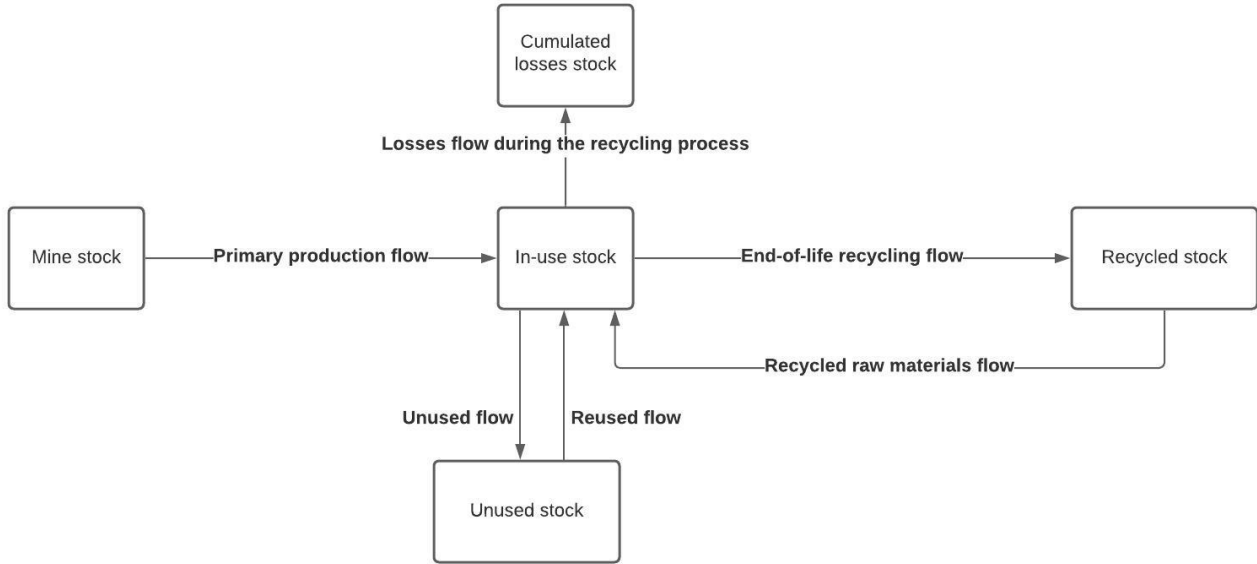 Cumulated
losses stock
Losses flow during the recycling process
Mine stock
Primary production flow
In-use stock
End-of-life recycling flow
Recycled stock
Recycled raw materials flow
Unused flow
Reused flow
Unused stock